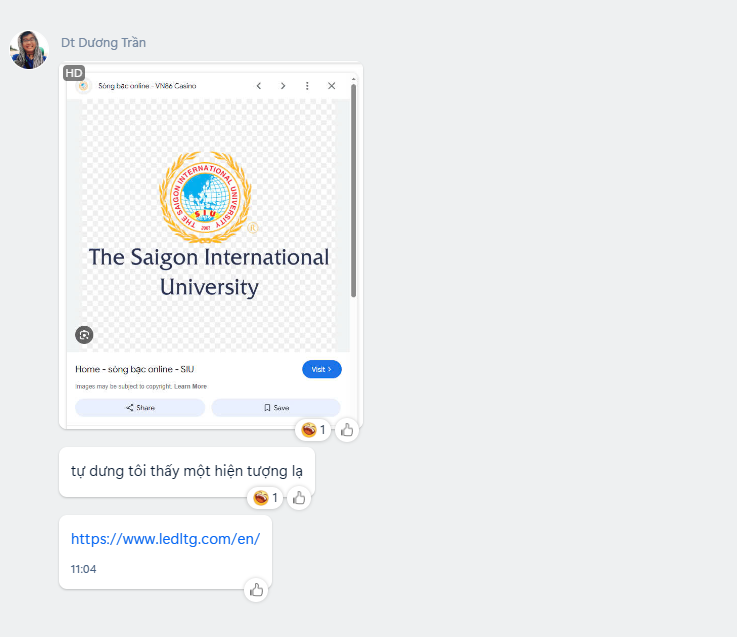 Dt Dương Trần
HD
Sòng bạc online - VN86 Casino
THE SAIGON INTERNATIONAL UNIVERSITY
SIU
1997
®
The Saigon International
University
Home - sòng bạc online - SIU
Visit
Images may be subject to copyright. Learn More
Share
Save
1
tự dưng tôi thấy một hiện tượng lạ
1
https://www.ledltg.com/en/
11:04